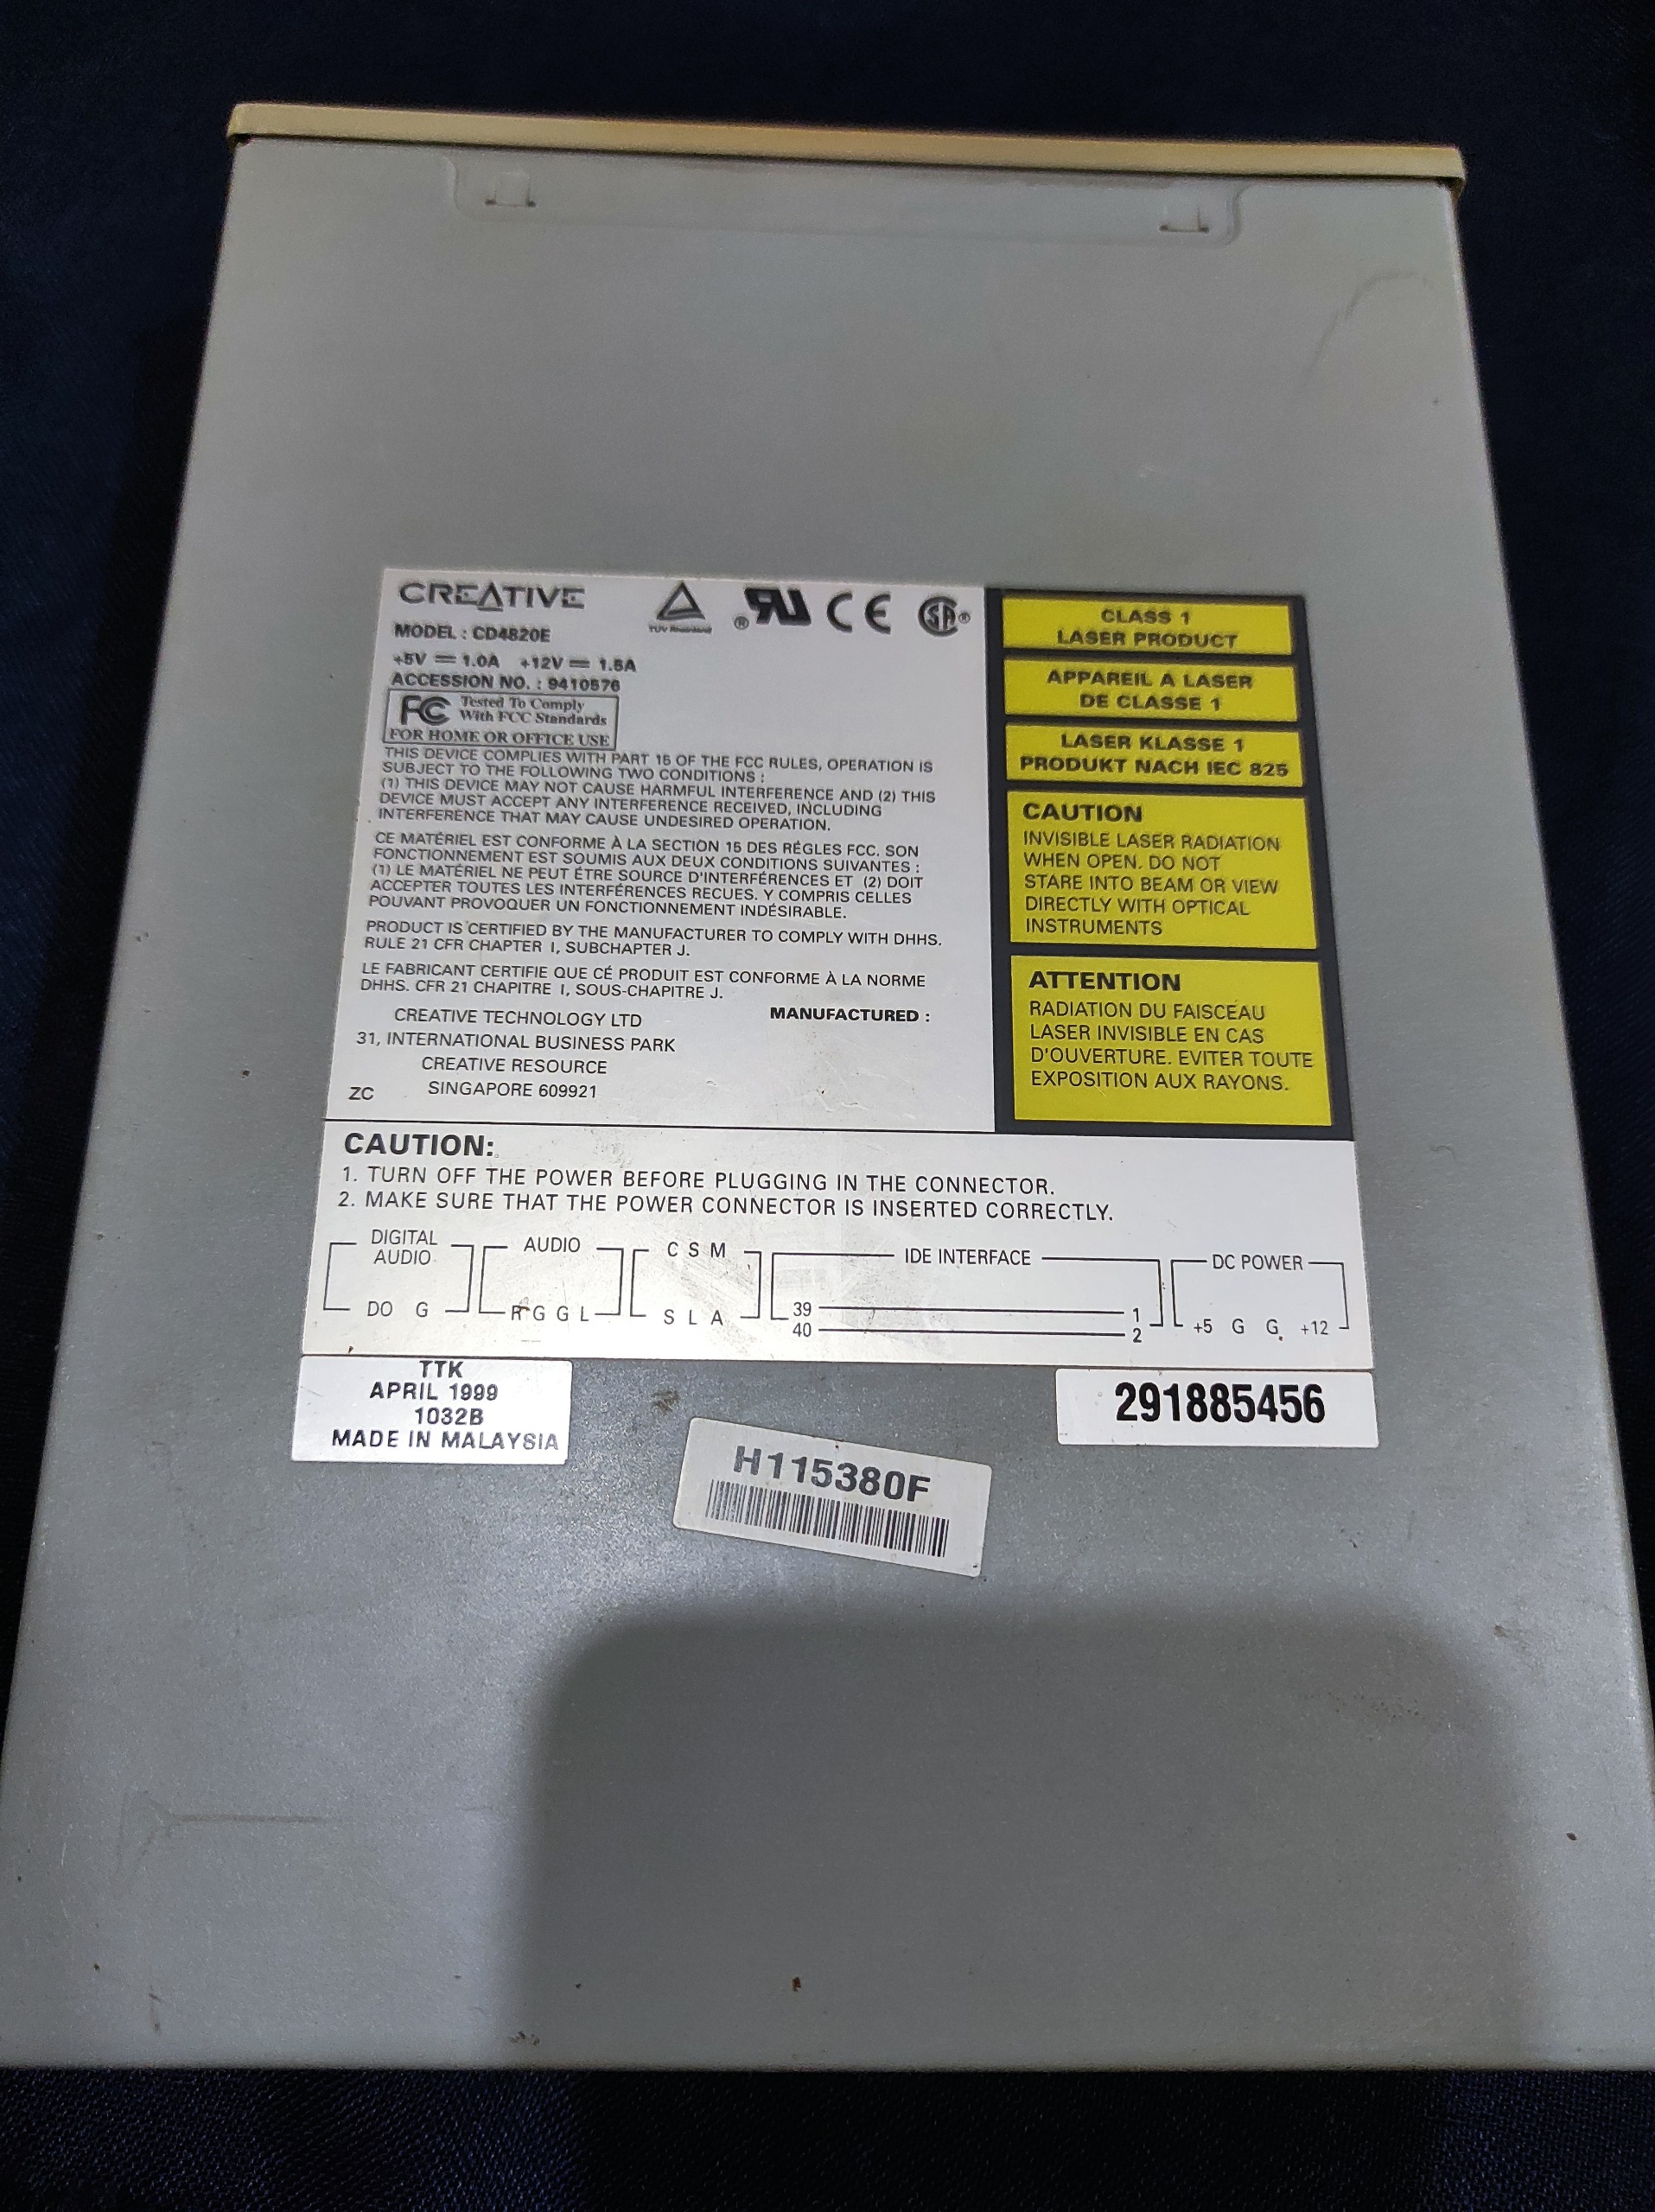 CREATIVE
TÜV Rheinland
MODEL : CD4820E
+5V 1.0A +12V 1.5A
ACCESSION NO. : 9410576
FC Tested To Comply
With FCC Standards
FOR HOME OR OFFICE USE
THIS DEVICE COMPLIES WITH PART 15 OF THE FCC RULES, OPERATION IS
SUBJECT TO THE FOLLOWING TWO CONDITIONS :
(1) THIS DEVICE MAY NOT CAUSE HARMFUL INTERFERENCE AND (2) THIS
DEVICE MUST ACCEPT ANY INTERFERENCE RECEIVED, INCLUDING
INTERFERENCE THAT MAY CAUSE UNDESIRED OPERATION.
CE MATÉRIEL EST CONFORME À LA SECTION 15 DES RÉGLES FCC. SON
FONCTIONNEMENT EST SOUMIS AUX DEUX CONDITIONS SUIVANTES :
(1) LE MATÉRIEL NE PEUT ÉTRE SOURCE D'INTERFÉRENCES ET (2) DOIT
ACCEPTER TOUTES LES INTERFÉRENCES RECUES. Y COMPRIS CELLES
POUVANT PROVOQUER UN FONCTIONNEMENT INDÉSIRABLE.
PRODUCT IS CERTIFIED BY THE MANUFACTURER TO COMPLY WITH DHHS.
RULE 21 CFR CHAPTER I, SUBCHAPTER J.
LE FABRICANT CERTIFIE QUE CÉ PRODUIT EST CONFORME À LA NORME
DHHS. CFR 21 CHAPITRE I, SOUS-CHAPITRE J.
MANUFACTURED :
CREATIVE TECHNOLOGY LTD
31, INTERNATIONAL BUSINESS PARK
CREATIVE RESOURCE
ZC SINGAPORE 609921
CLASS 1
LASER PRODUCT
APPAREIL A LASER
DE CLASSE 1
LASER KLASSE 1
PRODUKT NACH IEC 825
CAUTION
INVISIBLE LASER RADIATION
WHEN OPEN. DO NOT
STARE INTO BEAM OR VIEW
DIRECTLY WITH OPTICAL
INSTRUMENTS
ATTENTION
RADIATION DU FAISCEAU
LASER INVISIBLE EN CAS
D'OUVERTURE. EVITER TOUTE
EXPOSITION AUX RAYONS.
CAUTION:
1. TURN OFF THE POWER BEFORE PLUGGING IN THE CONNECTOR.
2. MAKE SURE THAT THE POWER CONNECTOR IS INSERTED CORRECTLY.
DIGITAL
AUDIO
DO G
AUDIO
R G G L
C S M
S L A
IDE INTERFACE
39 1
40 2
DC POWER
+5 G G +12
TTK
APRIL 1999
1032B
MADE IN MALAYSIA
291885456
H115380F